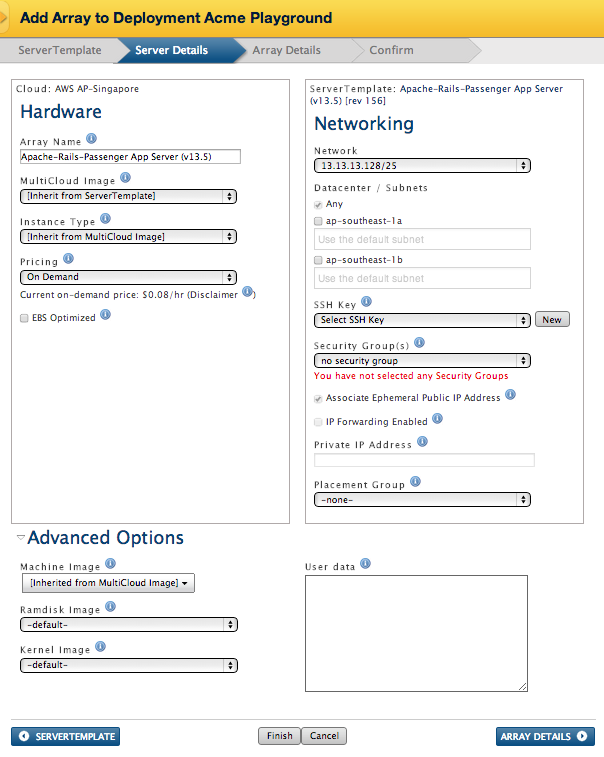 Add Array to Deployment Acme Playground
ServerTemplate
Server Details
Array Details
Confirm
Cloud: AWS AP-Singapore
Hardware
Array Name
Apache-Rails-Passenger App Server (v13.5)
MultiCloud Image
[Inherit from ServerTemplate]
Instance Type
[Inherit from MultiCloud Image]
Pricing
On Demand
Current on-demand price: $0.08/hr (Disclaimer )
EBS Optimized
ServerTemplate: Apache-Rails-Passenger App Server
(v13.5) [rev 156]
Networking
Network
13.13.13.128/25
Datacenter / Subnets
Any
ap-southeast-1a
Use the default subnet
ap-southeast-1b
Use the default subnet
SSH Key
Select SSH Key
New
Security Group(s)
no security group
You have not selected any Security Groups
Associate Ephemeral Public IP Address
IP Forwarding Enabled
Private IP Address
Placement Group
-none-
Advanced Options
Machine Image
[Inherited from MultiCloud Image]
Ramdisk Image
-default-
Kernel Image
-default-
User data
SERVERTEMPLATE
Finish
Cancel
ARRAY DETAILS